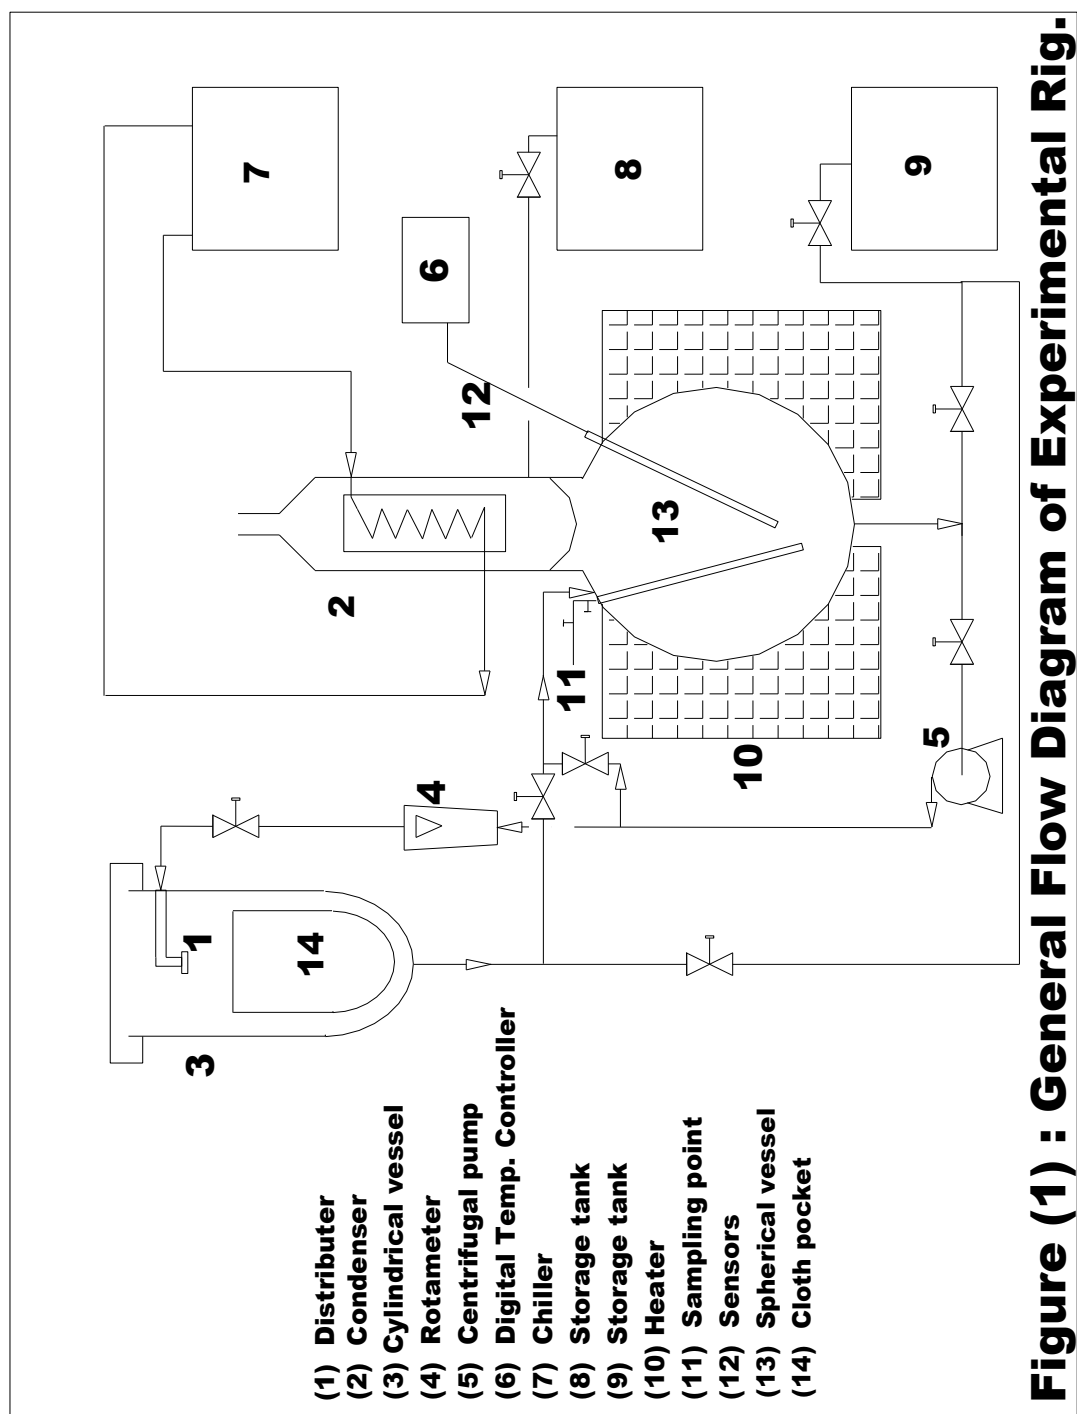 7
8
9
6
12
13
2
11
10
5
4
1
14
3
(1) Distributer
(2) Condenser
(3) Cylindrical vessel
(4) Rotameter
(5) Centrifugal pump
(6) Digital Temp. Controller
(7) Chiller
(8) Storage tank
(9) Storage tank
(10) Heater
(11) Sampling point
(12) Sensors
(13) Spherical vessel
(14) Cloth pocket
Figure (1) : General Flow Diagram of Experimental Rig.